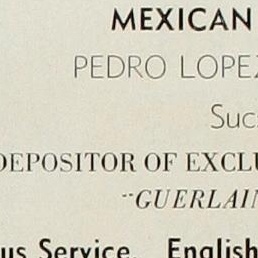 MEXICAN
PEDRO LOPEZ
Suc
DEPOSITOR OF EXCLU
"GUERLAIN
us Service. English